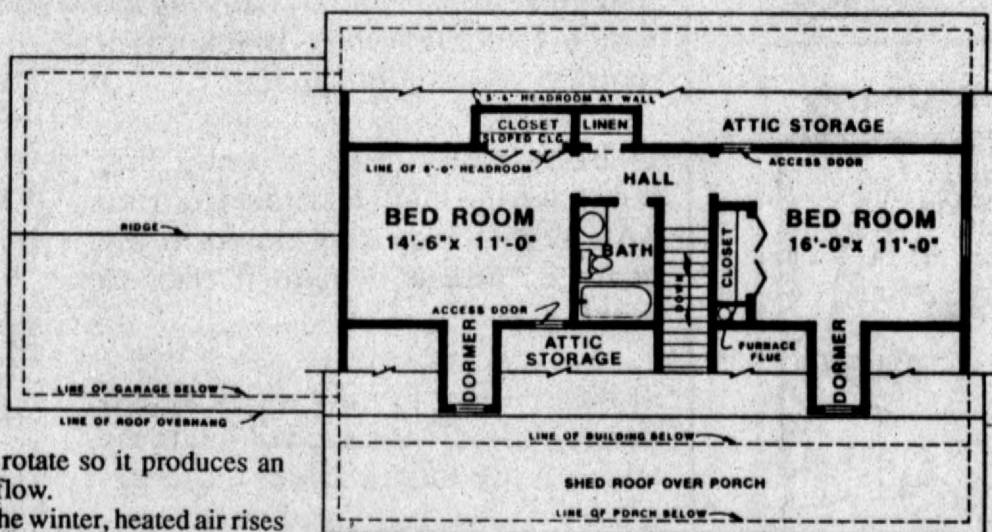 5'-6" HEADROOM AT WALL
CLOSET
SLOPED CLG.
LINEN
ATTIC STORAGE
LINE OF 6'-0" HEADROOM
ACCESS DOOR
HALL
BED ROOM
14'-6" x 11'-0"
BED ROOM
16'-0" x 11'-0"
RIDGE
BATH
CLOSET
DOWN
ACCESS DOOR
ATTIC
STORAGE
DORMER
FURNACE
FLUE
DORMER
LINE OF GARAGE BELOW
LINE OF ROOF OVERHANG
LINE OF BUILDING BELOW
SHED ROOF OVER PORCH
LINE OF PORCH BELOW
rotate so it produces an
flow.
he winter, heated air rises